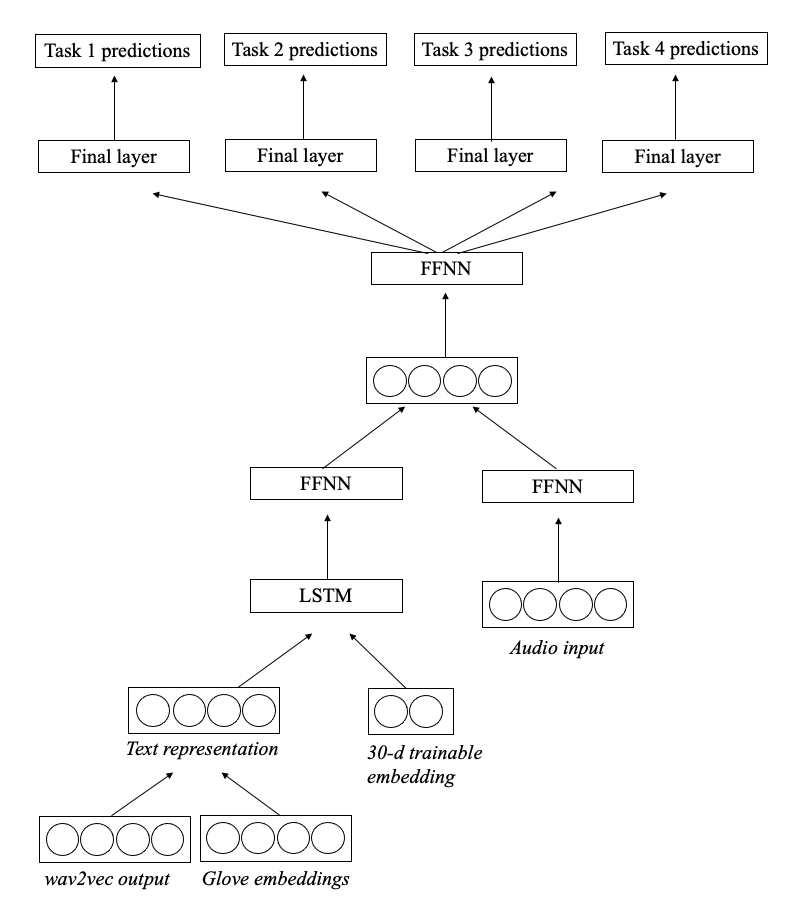 Task 1 predictions
Task 2 predictions
Task 3 predictions
Task 4 predictions
Final layer
Final layer
Final layer
Final layer
FFNN
FFNN
FFNN
LSTM
Audio input
Text representation
30-d trainable
embedding
wav2vec output
Glove embeddings